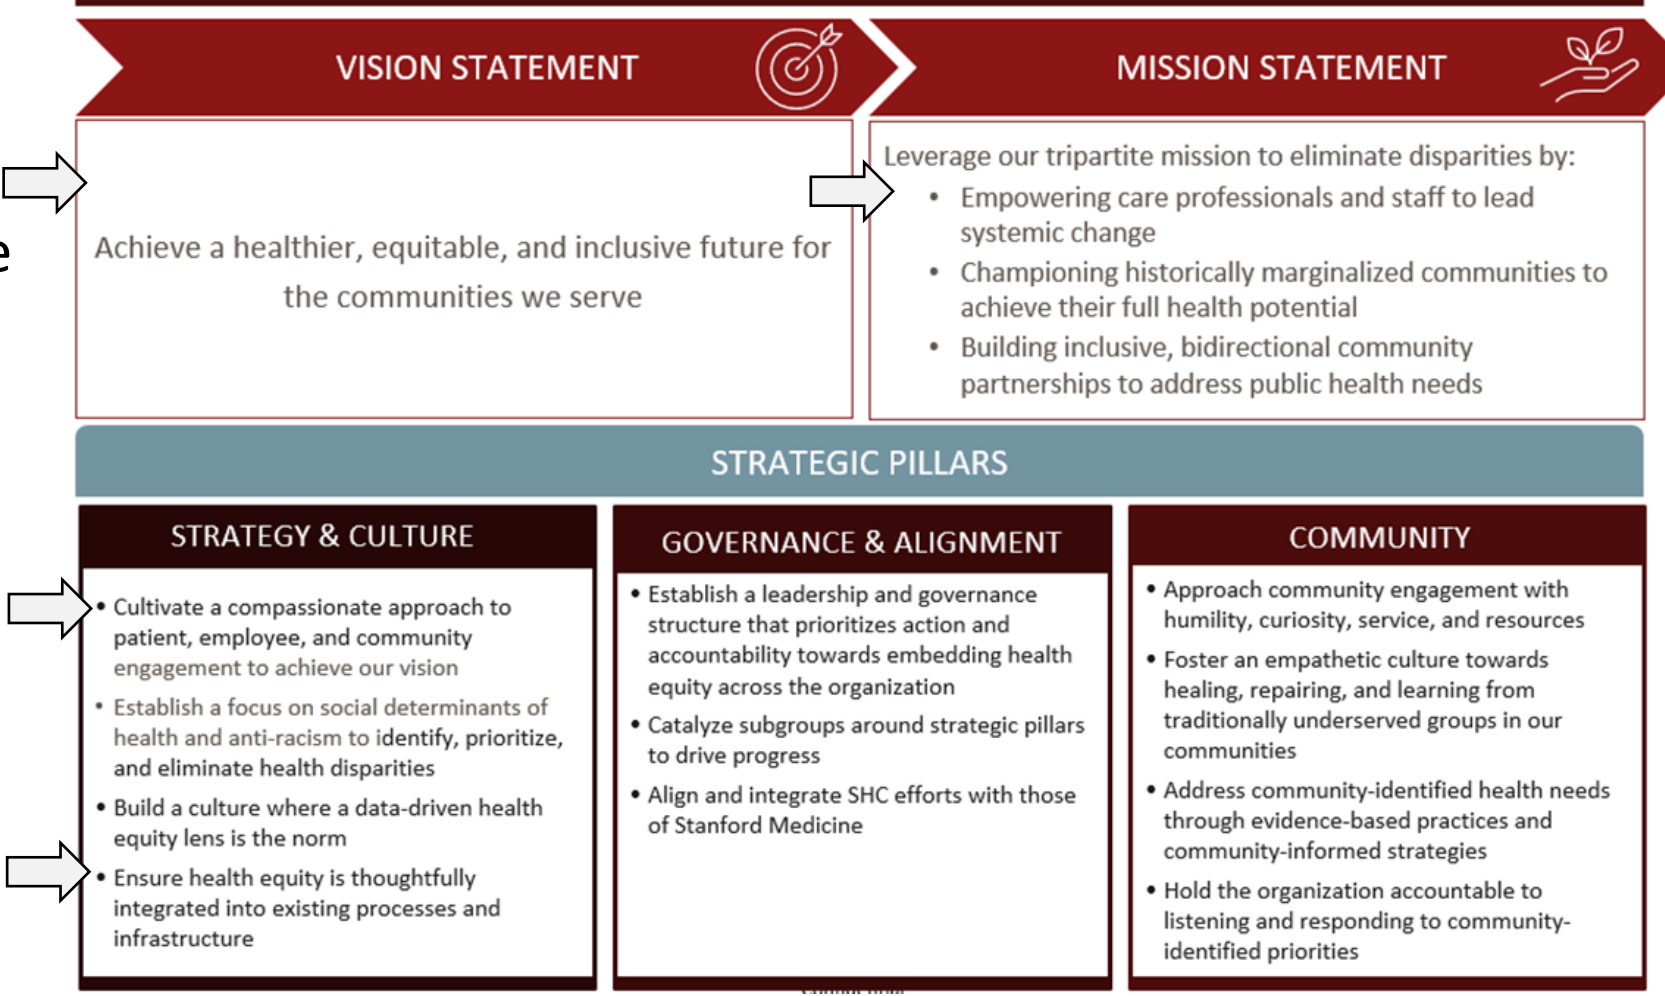 VISION STATEMENT
MISSION STATEMENT
e
Achieve a healthier, equitable, and inclusive future for
the communities we serve
Leverage our tripartite mission to eliminate disparities by:
• Empowering care professionals and staff to lead
systemic change
• Championing historically marginalized communities to
achieve their full health potential
• Building inclusive, bidirectional community
partnerships to address public health needs
STRATEGIC PILLARS
STRATEGY & CULTURE
• Cultivate a compassionate approach to
patient, employee, and community
engagement to achieve our vision
• Establish a focus on social determinants of
health and anti-racism to identify, prioritize,
and eliminate health disparities
• Build a culture where a data-driven health
equity lens is the norm
• Ensure health equity is thoughtfully
integrated into existing processes and
infrastructure
GOVERNANCE & ALIGNMENT
• Establish a leadership and governance
structure that prioritizes action and
accountability towards embedding health
equity across the organization
• Catalyze subgroups around strategic pillars
to drive progress
• Align and integrate SHC efforts with those
of Stanford Medicine
COMMUNITY
• Approach community engagement with
humility, curiosity, service, and resources
• Foster an empathetic culture towards
healing, repairing, and learning from
traditionally underserved groups in our
communities
• Address community-identified health needs
through evidence-based practices and
community-informed strategies
• Hold the organization accountable to
listening and responding to community-
identified priorities